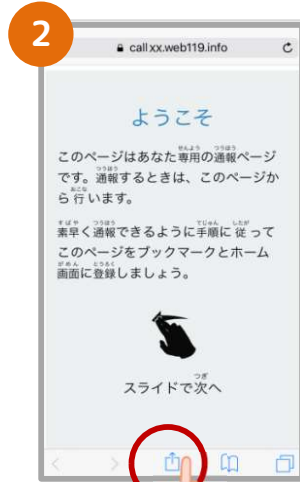 2
call xx.web119.info
ようこそ
このページはあなた専用の通報ページ
です。通報するときは、このページか
ら行います。
素早く通報できるように手順に従って
このページをブックマークとホーム
画面に登録しましょう。
スライドで次へ